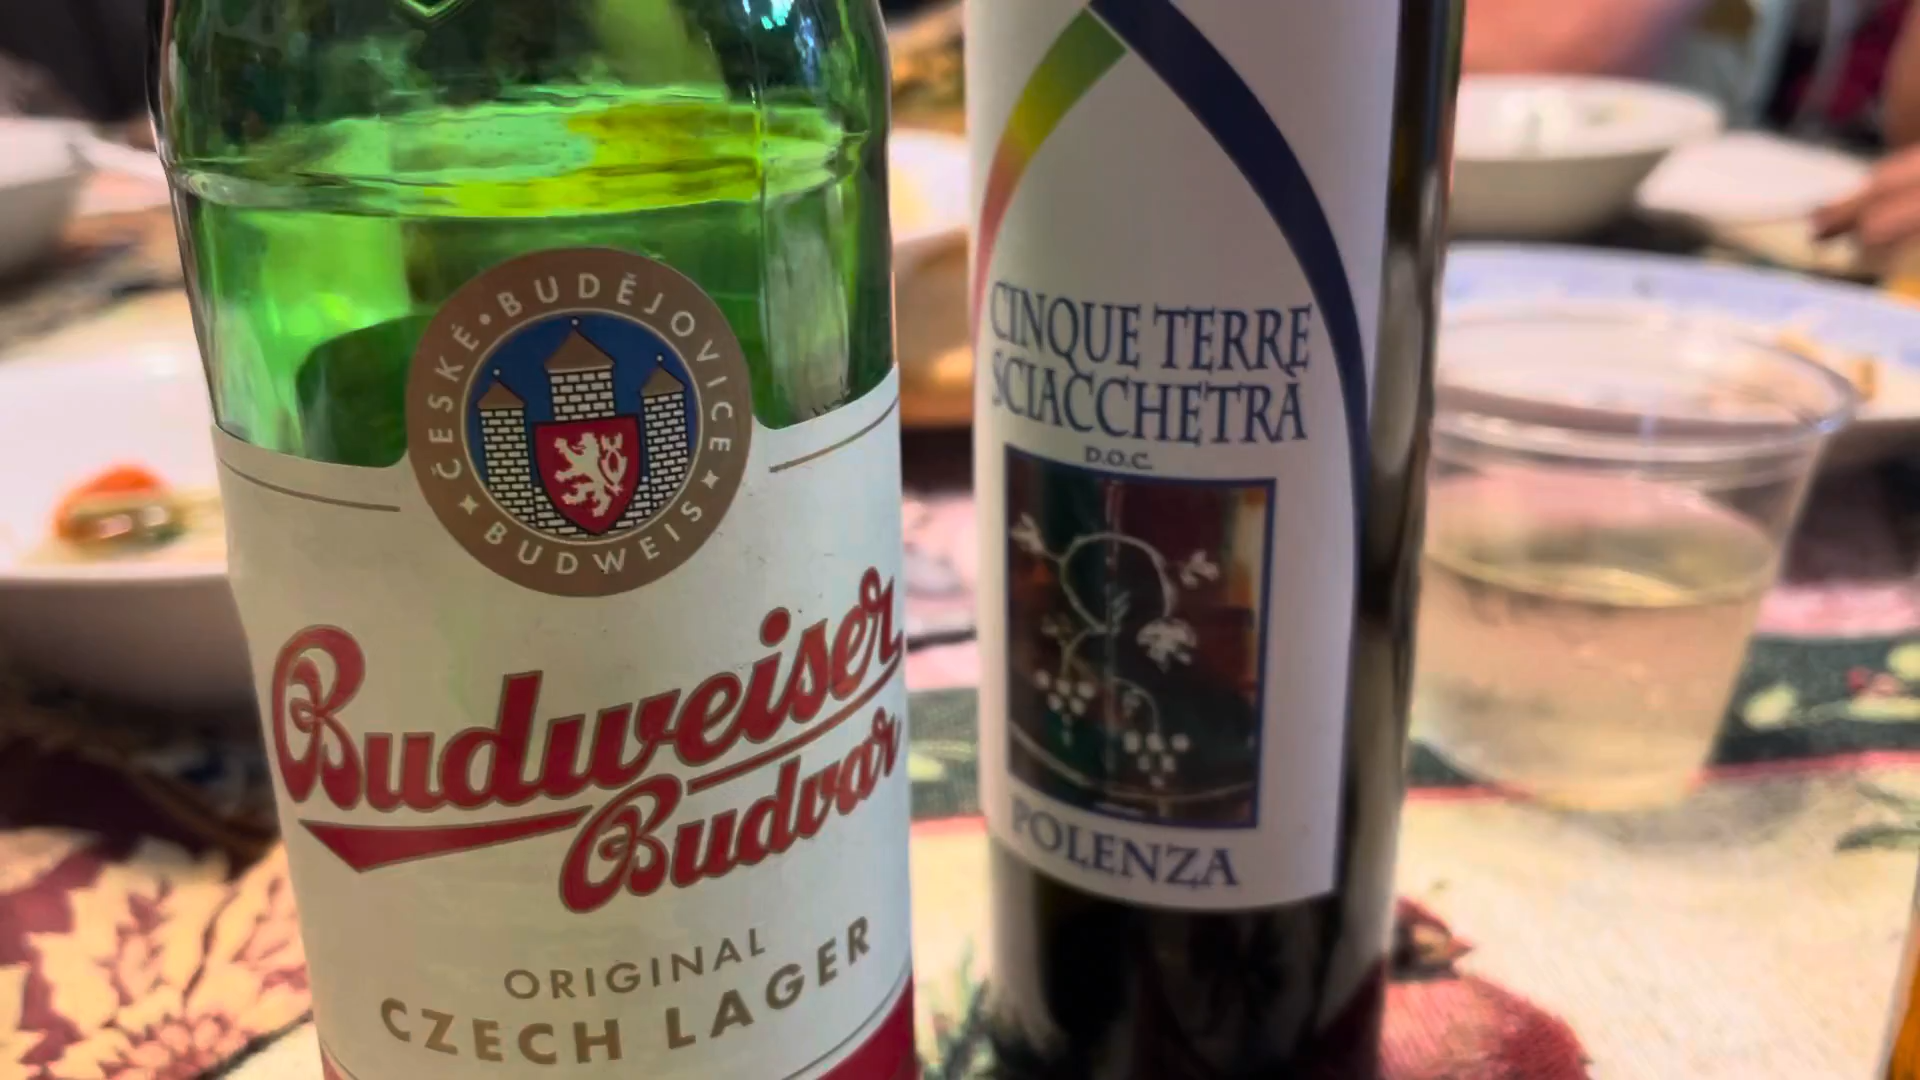 ČESKÉ • BUDĚJOVICE
BUDWEIS
Budweiser
Budvar
ORIGINAL
CZECH LAGER
CINQUE TERRE
SCIACCHETRÀ
D.O.C.
POLENZA